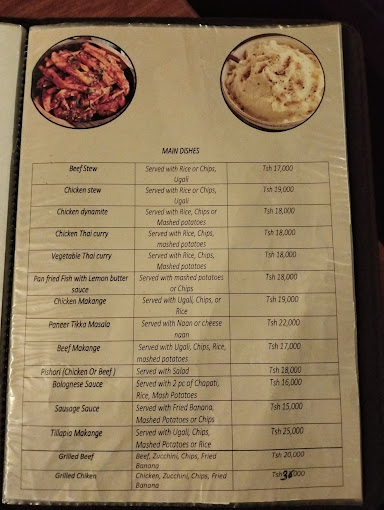 MAIN DISHES
Beef Stew Served with Rice or Chips, Tsh 17,000
Ugali
Chicken stew Served with Rice or Chips, Tsh 19,000
Ugali
Chicken dynamite Served with Rice, Chips or Tsh 18,000
Mashed potatoes
Chicken Thai curry Served with Rice, Chips, Tsh 18,000
mashed potatoes
Vegetable Thai curry Served with Rice, Chips, Tsh 18,000
Mashed potatoes
Pan fried Fish with Lemon butter Served with mashed potatoes Tsh 18,000
sauce or Chips
Chicken Makange Served with Ugali, Chips, or Tsh 19,000
Rice
Paneer Tikka Masala Served with Naan or cheese Tsh 22,000
naan
Beef Makange Served with Ugali, Chips, Rice, Tsh 17,000
mashed potatoes
Pishori (Chicken Or Beef ) Served with Salad Tsh 18,000
Bolognese Sauce Served with 2 pc of Chapati, Tsh 16,000
Rice, Mash Potatoes
Sausage Sauce Served with Fried Banana, Tsh 15,000
Mashed Potatoes or Chips
Tillapia Makange Served with Ugali, Chips, Tsh 25,000
Mashed Potatoes or Rice
Grilled Beef Beef, Zucchini, Chips, Fried Tsh 20,000
Banana
Grilled Chiken Chicken, Zucchini, Chips, Fried Tsh 000
Banana